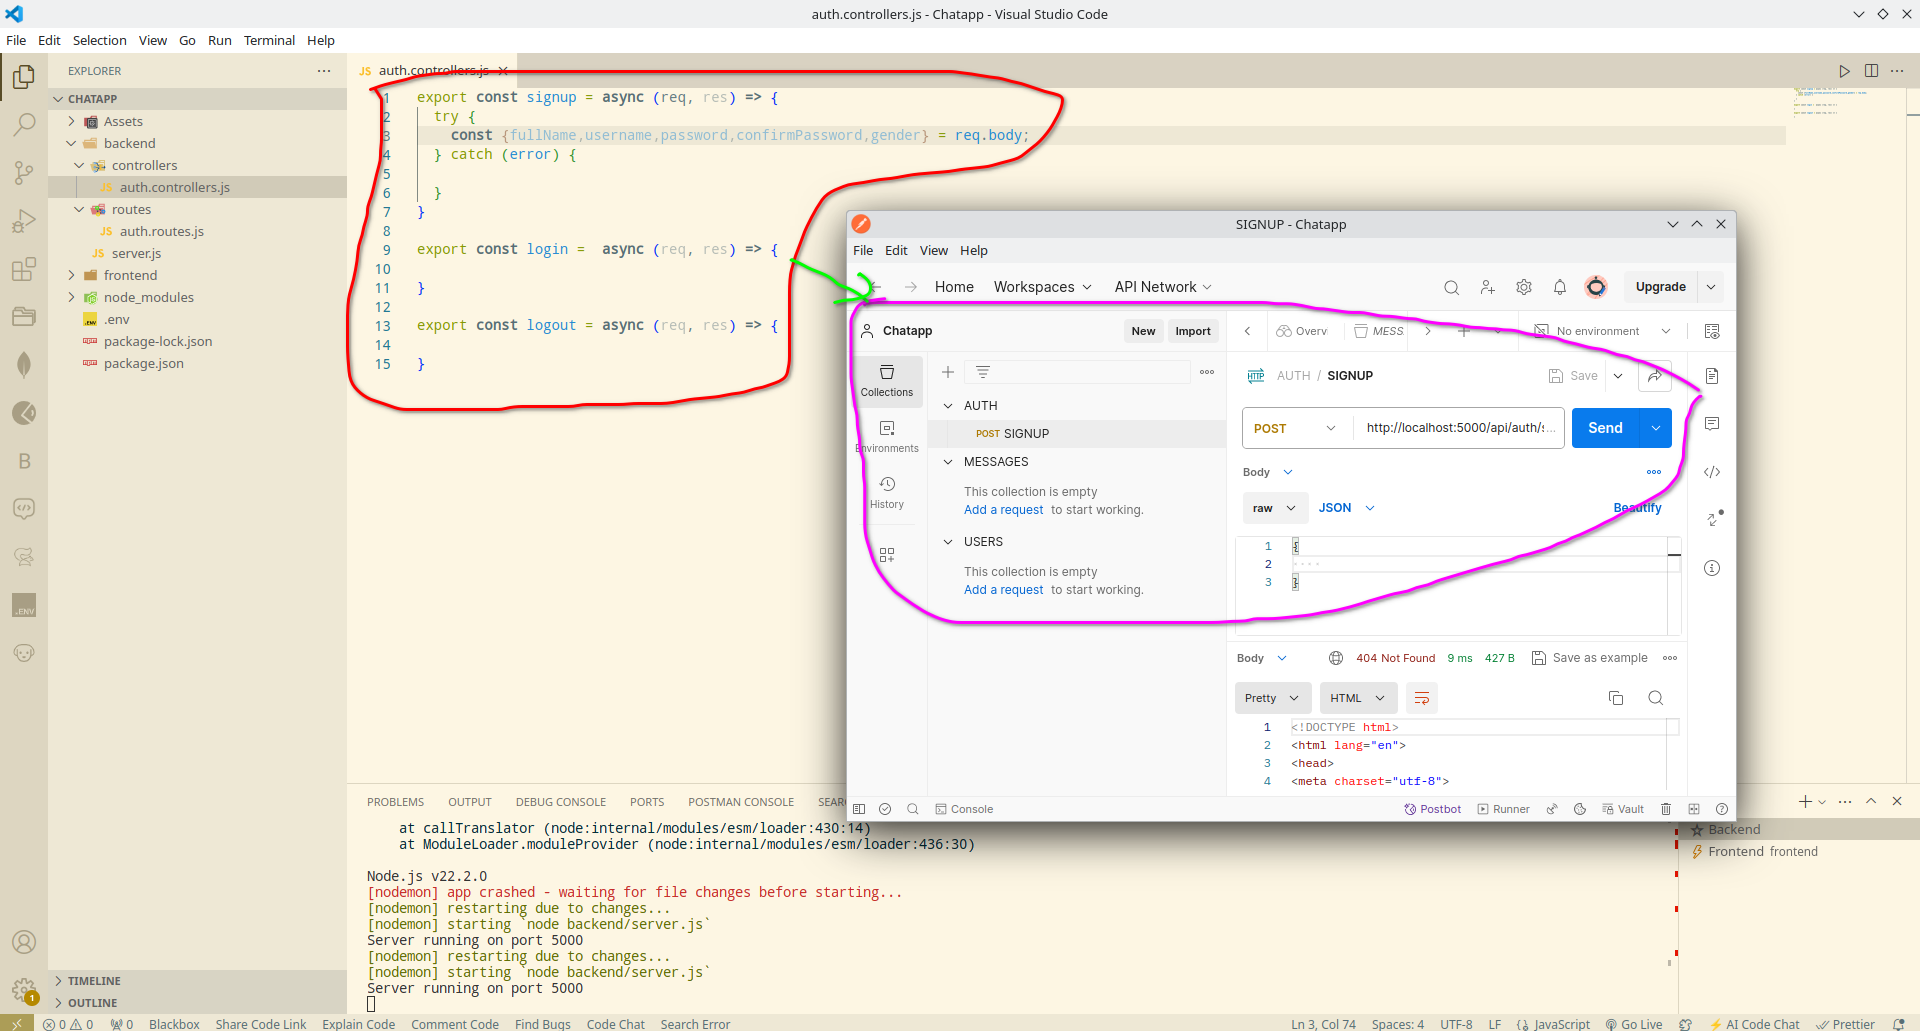 auth.controllers.js - Chatapp - Visual Studio Code
File Edit Selection View Go Run Terminal Help
EXPLORER
CHATAPP
Assets
backend
controllers
JS auth.controllers.js
routes
JS auth.routes.js
JS server.js
frontend
node_modules
.env
package-lock.json
package.json
TIMELINE
OUTLINE
JS auth.controllers.js
1 export const signup = async (req, res) => {
2 try {
3 const {fullName,username,password,confirmPassword,gender} = req.body;
4 } catch (error) {
5
6 }
7 }
8
9 export const login =  async (req, res) => {
10
11 }
12
13 export const logout = async (req, res) => {
14
15 }
SIGNUP - Chatapp
File Edit View Help
Home Workspaces API Network Upgrade
Chatapp New Import
Overv MESS No environment
Collections
Environments
History
AUTH
POST SIGNUP
MESSAGES
This collection is empty
Add a request to start working.
USERS
This collection is empty
Add a request to start working.
HTTP AUTH / SIGNUP Save
POST http://localhost:5000/api/auth/s... Send
Body
raw JSON Beautify
1 {
2 ....
3 }
Body 404 Not Found 9 ms 427 B Save as example
Pretty HTML
1 <!DOCTYPE html>
2 <html lang="en">
3 <head>
4 <meta charset="utf-8">
Console Postbot Runner Vault
PROBLEMS OUTPUT DEBUG CONSOLE PORTS POSTMAN CONSOLE
at callTranslator (node:internal/modules/esm/loader:430:14)
at ModuleLoader.moduleProvider (node:internal/modules/esm/loader:436:30)
Node.js v22.2.0
[nodemon] app crashed - waiting for file changes before starting...
[nodemon] restarting due to changes...
[nodemon] starting `node backend/server.js`
Server running on port 5000
[nodemon] restarting due to changes...
[nodemon] starting `node backend/server.js`
Server running on port 5000
Backend
Frontend frontend
.ENV
1
0 0 0 Blackbox Share Code Link Explain Code Comment Code Find Bugs Code Chat Search Error Ln 3, Col 74 Spaces: 4 UTF-8 LF {} JavaScript Go Live AI Code Chat Prettier